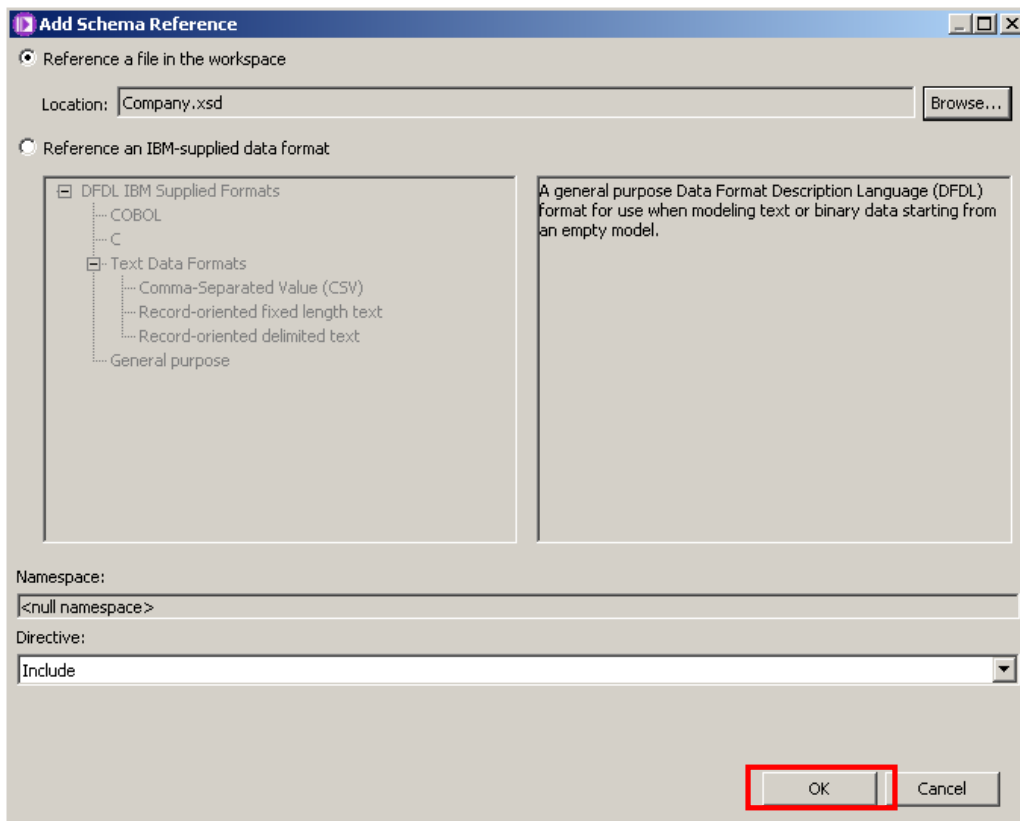 Add Schema Reference
Reference a file in the workspace
Location: Company.xsd Browse...
Reference an IBM-supplied data format
DFDL IBM Supplied Formats
COBOL
C
Text Data Formats
Comma-Separated Value (CSV)
Record-oriented fixed length text
Record-oriented delimited text
General purpose
A general purpose Data Format Description Language (DFDL)
format for use when modeling text or binary data starting from
an empty model.
Namespace:
<null namespace>
Directive:
Include
OK Cancel